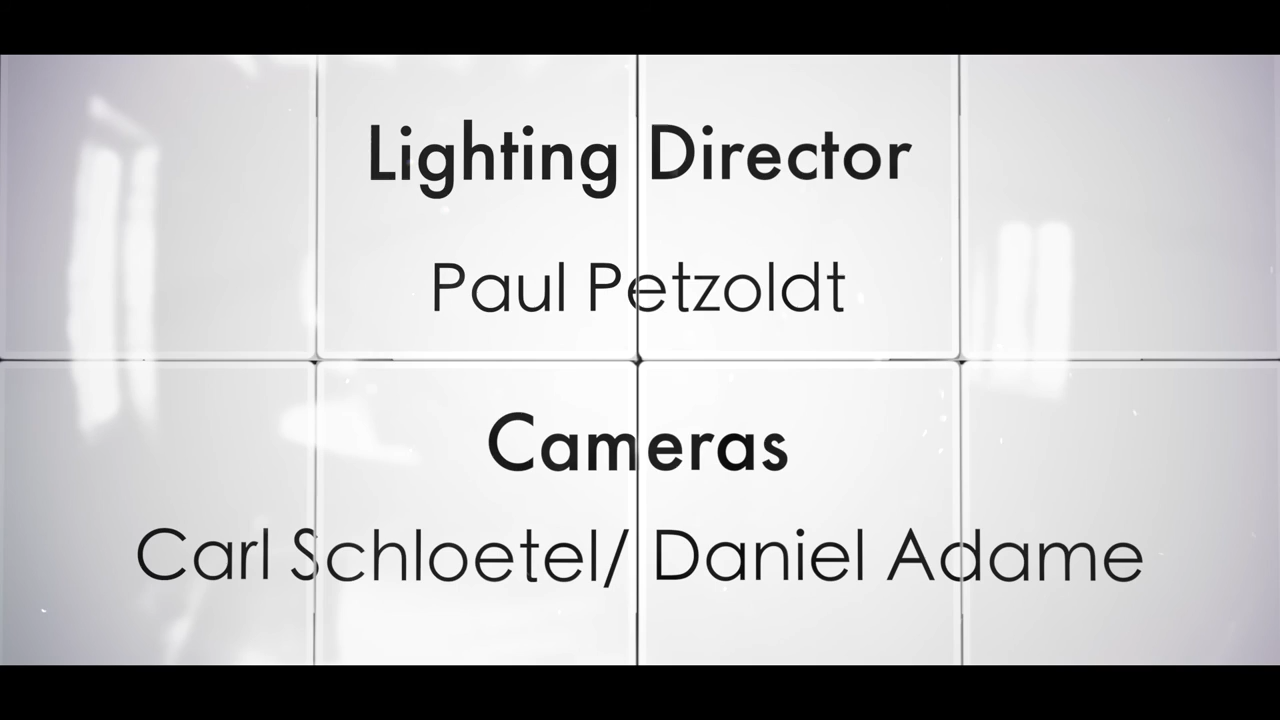 Lighting Director
Paul Petzoldt
Cameras
Carl Schloetel/ Daniel Adame